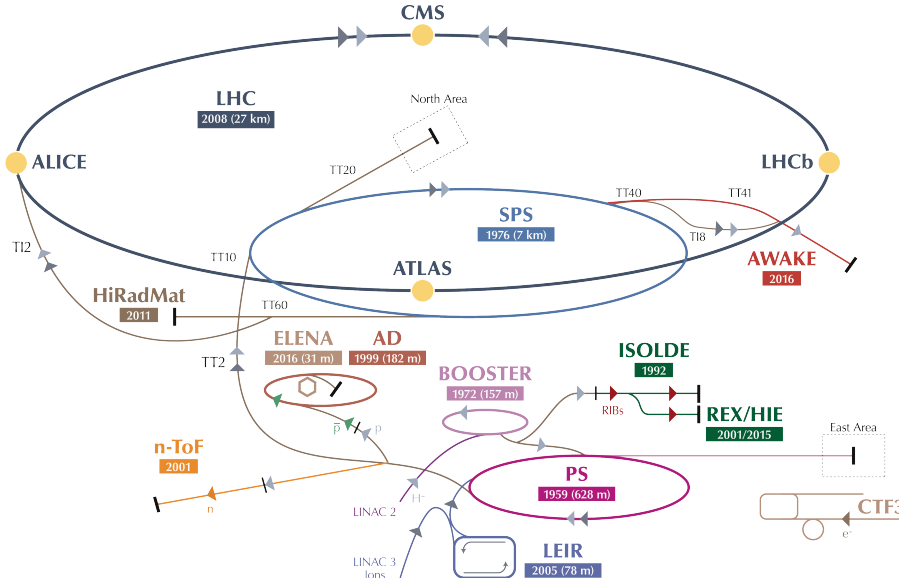 CMS
LHC
2008 (27 km)
North Area
ALICE
LHCb
TT20
TT40
TT41
SPS
1976 (7 km)
TI8
TI2
TT10
ATLAS
AWAKE
2016
HiRadMat
2011
TT60
TT2
ELENA
2016 (31 m)
AD
1999 (182 m)
ISOLDE
1992
BOOSTER
1972 (157 m)
RIBs
REX/HIE
2001/2015
p̅
p
East Area
n-ToF
2001
PS
1959 (628 m)
n
H⁺
LINAC 2
CTF3
e⁻
LEIR
2005 (78 m)
LINAC 3
Ions